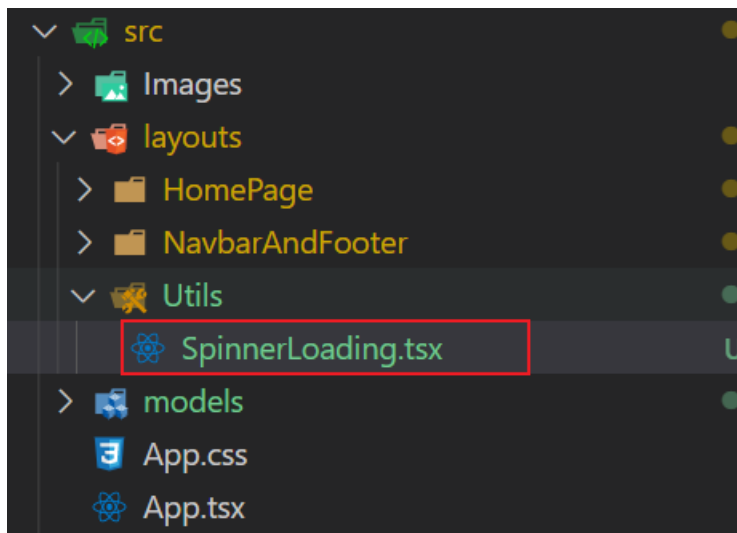 src
Images
layouts
HomePage
NavbarAndFooter
Utils
SpinnerLoading.tsx
models
App.css
App.tsx